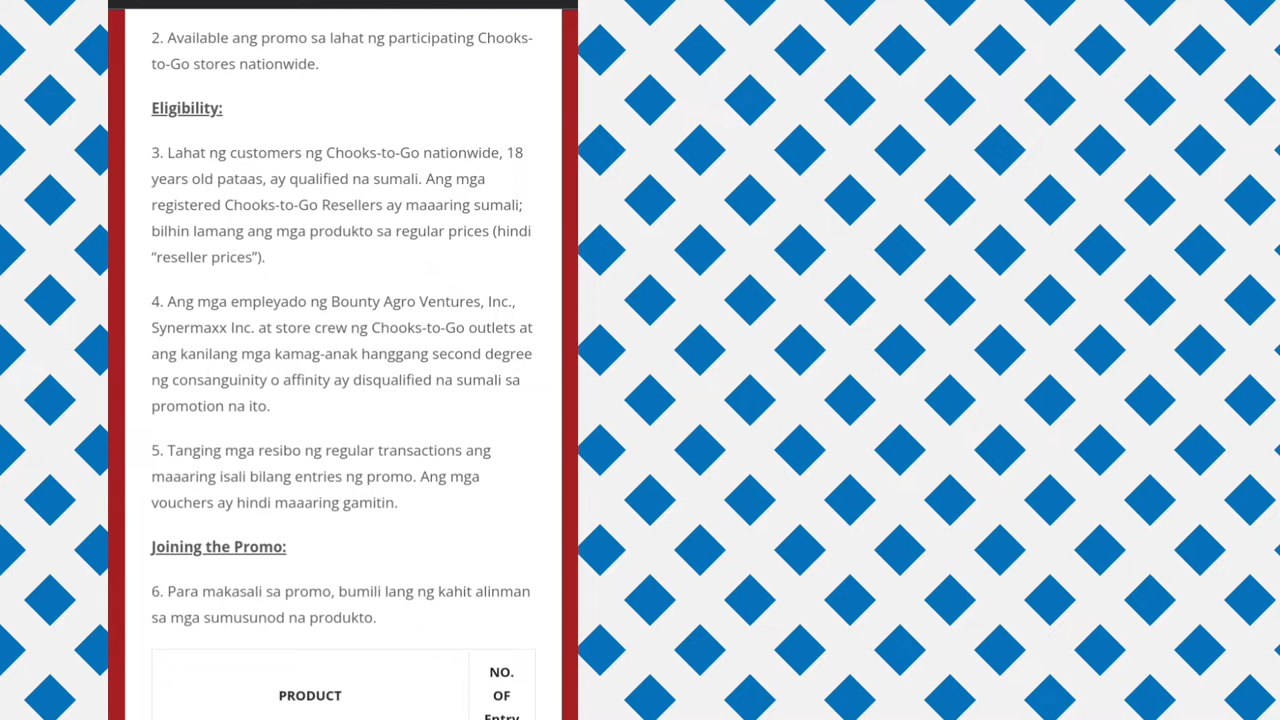 2. Available ang promo sa lahat ng participating Chooks-
to-Go stores nationwide.
Eligibility:
3. Lahat ng customers ng Chooks-to-Go nationwide, 18
years old pataas, ay qualified na sumali. Ang mga
registered Chooks-to-Go Resellers ay maaaring sumali;
bilhin lamang ang mga produkto sa regular prices (hindi
“reseller prices”).
4. Ang mga empleyado ng Bounty Agro Ventures, Inc.,
Synermaxx Inc. at store crew ng Chooks-to-Go outlets at
ang kanilang mga kamag-anak hanggang second degree
ng consanguinity o affinity ay disqualified na sumali sa
promotion na ito.
5. Tanging mga resibo ng regular transactions ang
maaaring isali bilang entries ng promo. Ang mga
vouchers ay hindi maaaring gamitin.
Joining the Promo:
6. Para makasali sa promo, bumili lang ng kahit alinman
sa mga sumusunod na produkto.
NO.
PRODUCT OF
Entry